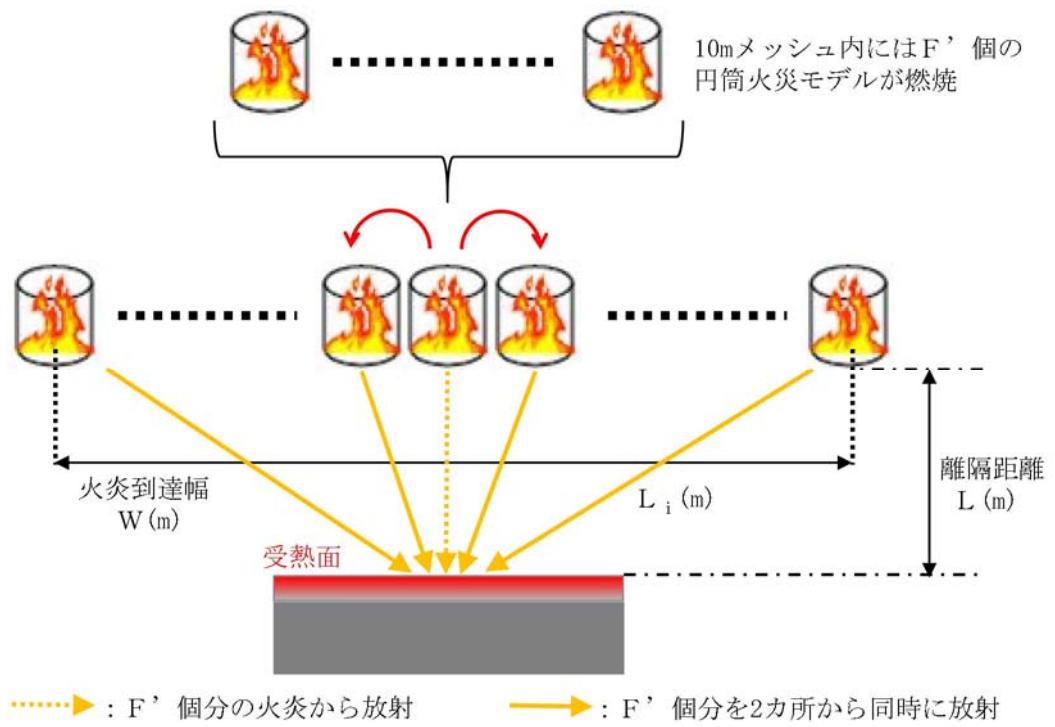 10mメッシュ内にはF’個の
円筒火災モデルが燃焼
火炎到達幅
W(m)
Li(m)
離隔距離
L(m)
受熱面
：F’個分の火炎から放射
：F’個分を2カ所から同時に放射